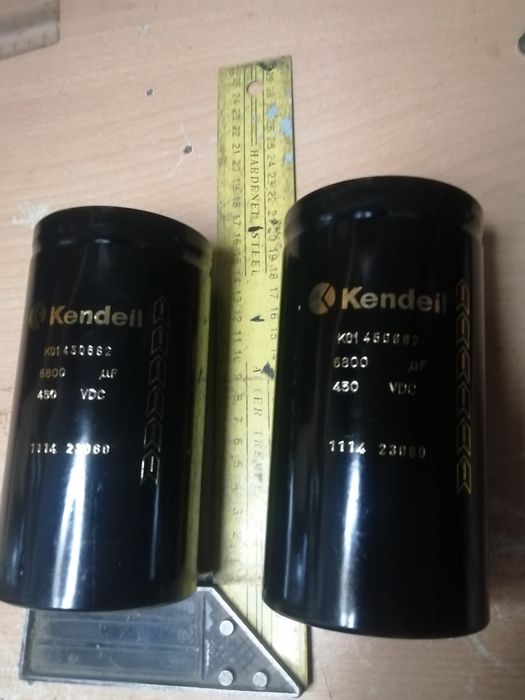 Kendeil
K01450682
6800 µF
450 VDC
1114 23060
Kendeil
K01450682
6800 µF
450 VDC
1114 23060
HARDENED STEEL